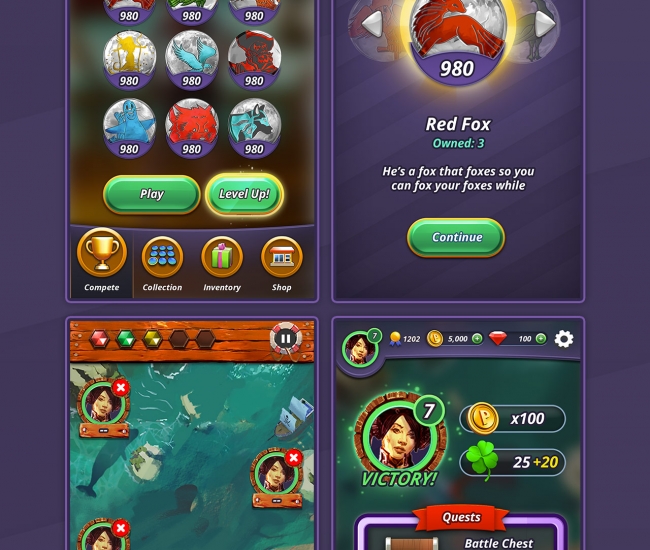 980 980 980
980 980 980
980 980 980
Play
Level Up!
Compete
Collection
Inventory
Shop
980
Red Fox
Owned: 3
He's a fox that foxes so you
can fox your foxes while
Continue
7
1202
5,000
100
7
VICTORY!
x100
25 +20
Quests
Battle Chest